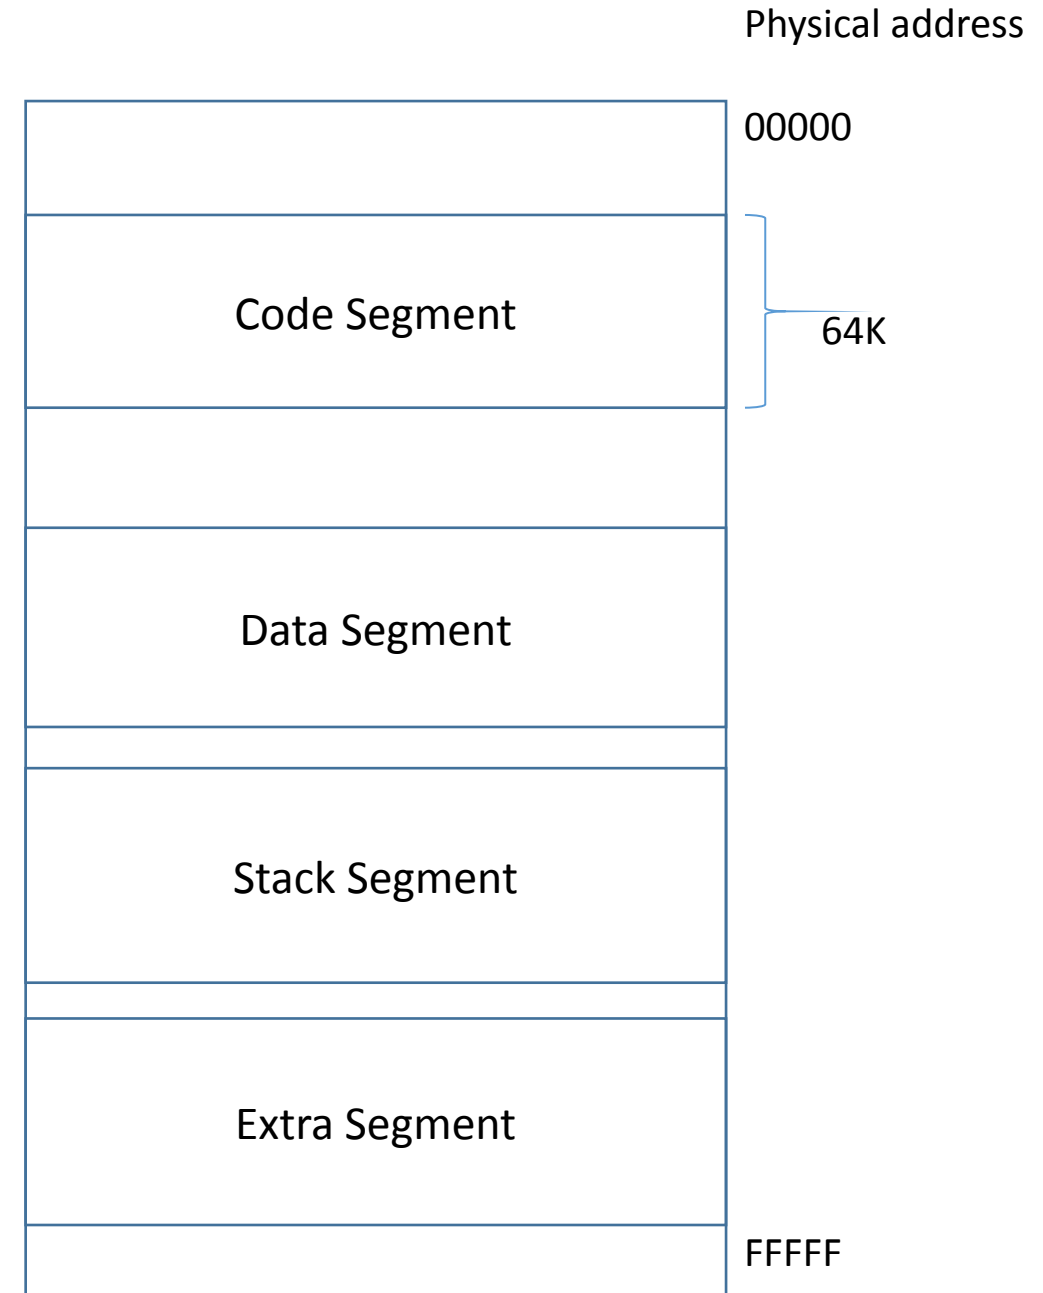 Physical address
00000
Code Segment
64K
Data Segment
Stack Segment
Extra Segment
FFFFF